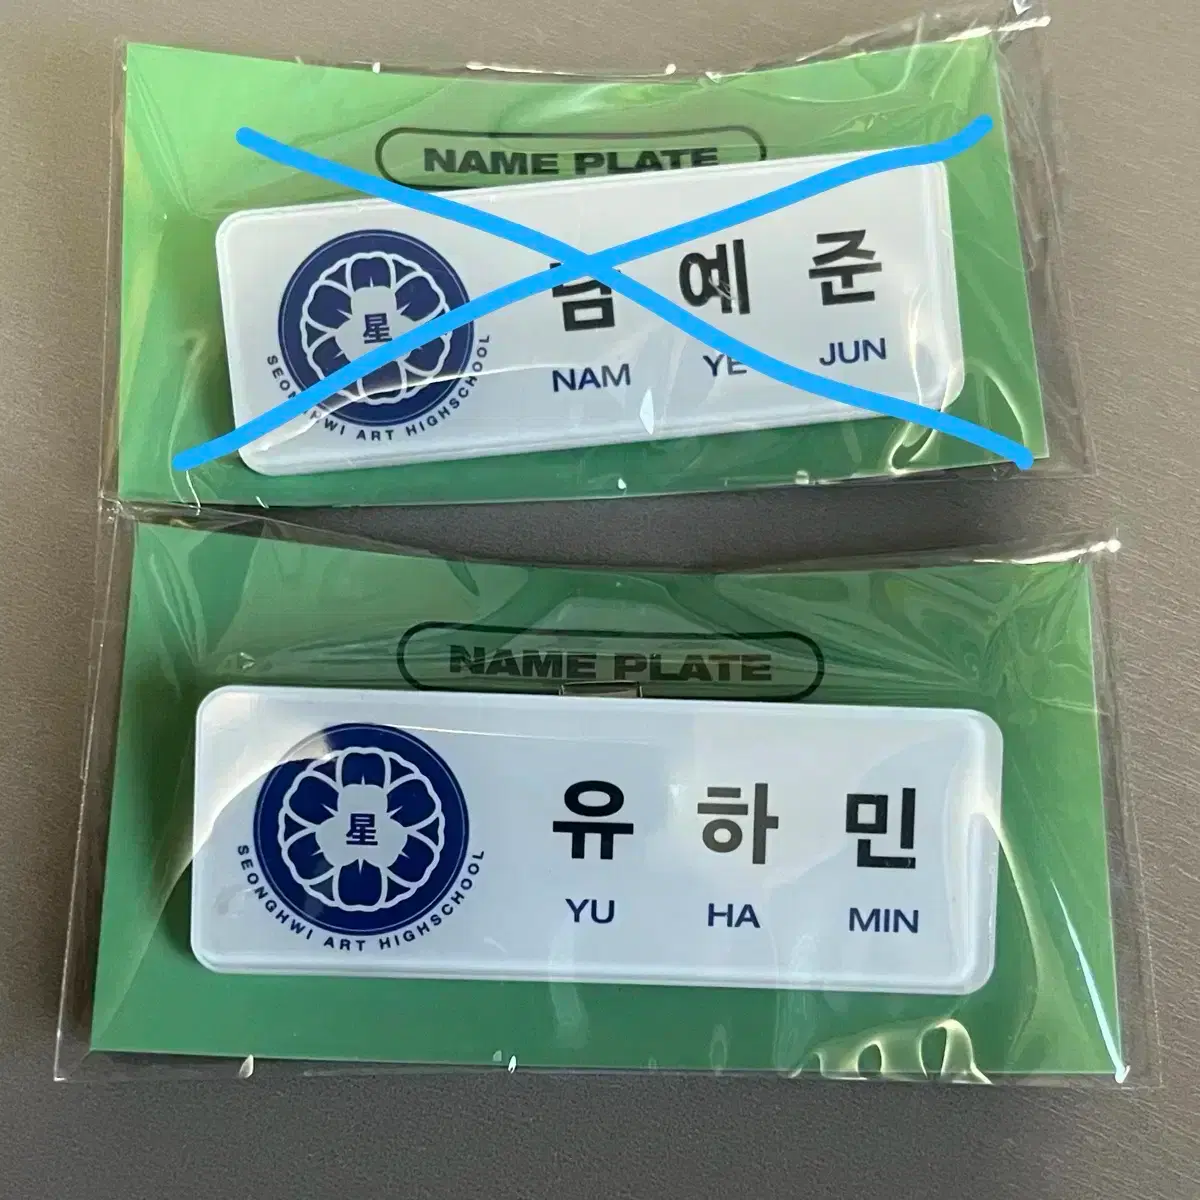 NAME PLATE
星
남 예 준
NAM YE JUN
SEONGHWI ART HIGHSCHOOL
NAME PLATE
星
유 하 민
YU HA MIN
SEONGHWI ART HIGHSCHOOL